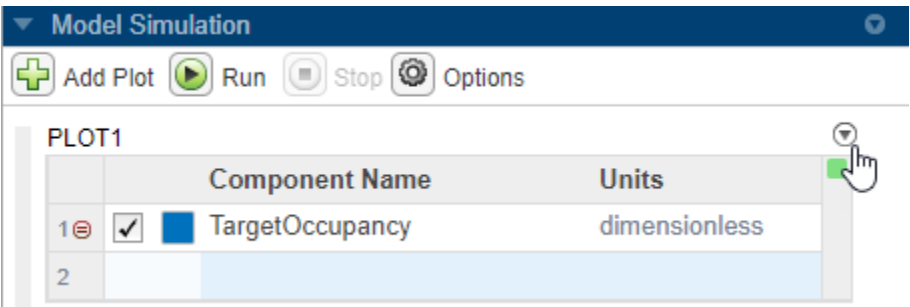 Model Simulation
Add Plot Run Stop Options
PLOT1
Component Name Units
1 TargetOccupancy dimensionless
2